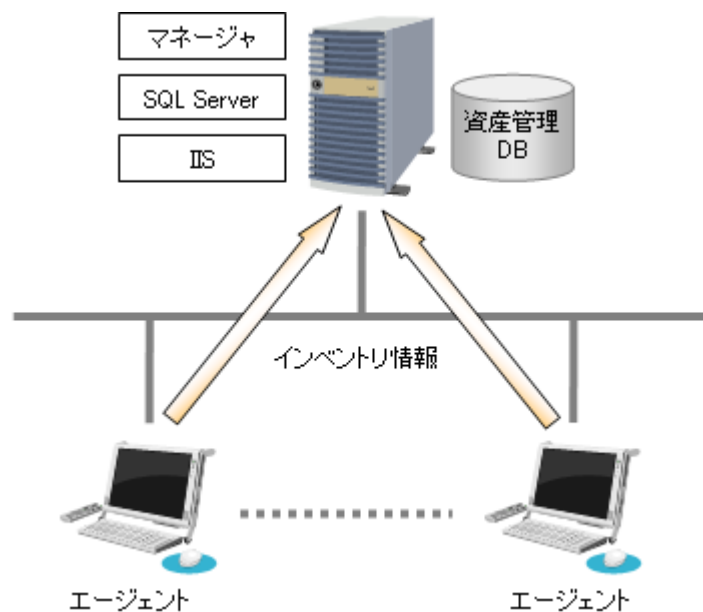 マネージャ
SQL Server
IIS
資産管理
DB
インベントリ情報
エージェント
エージェント